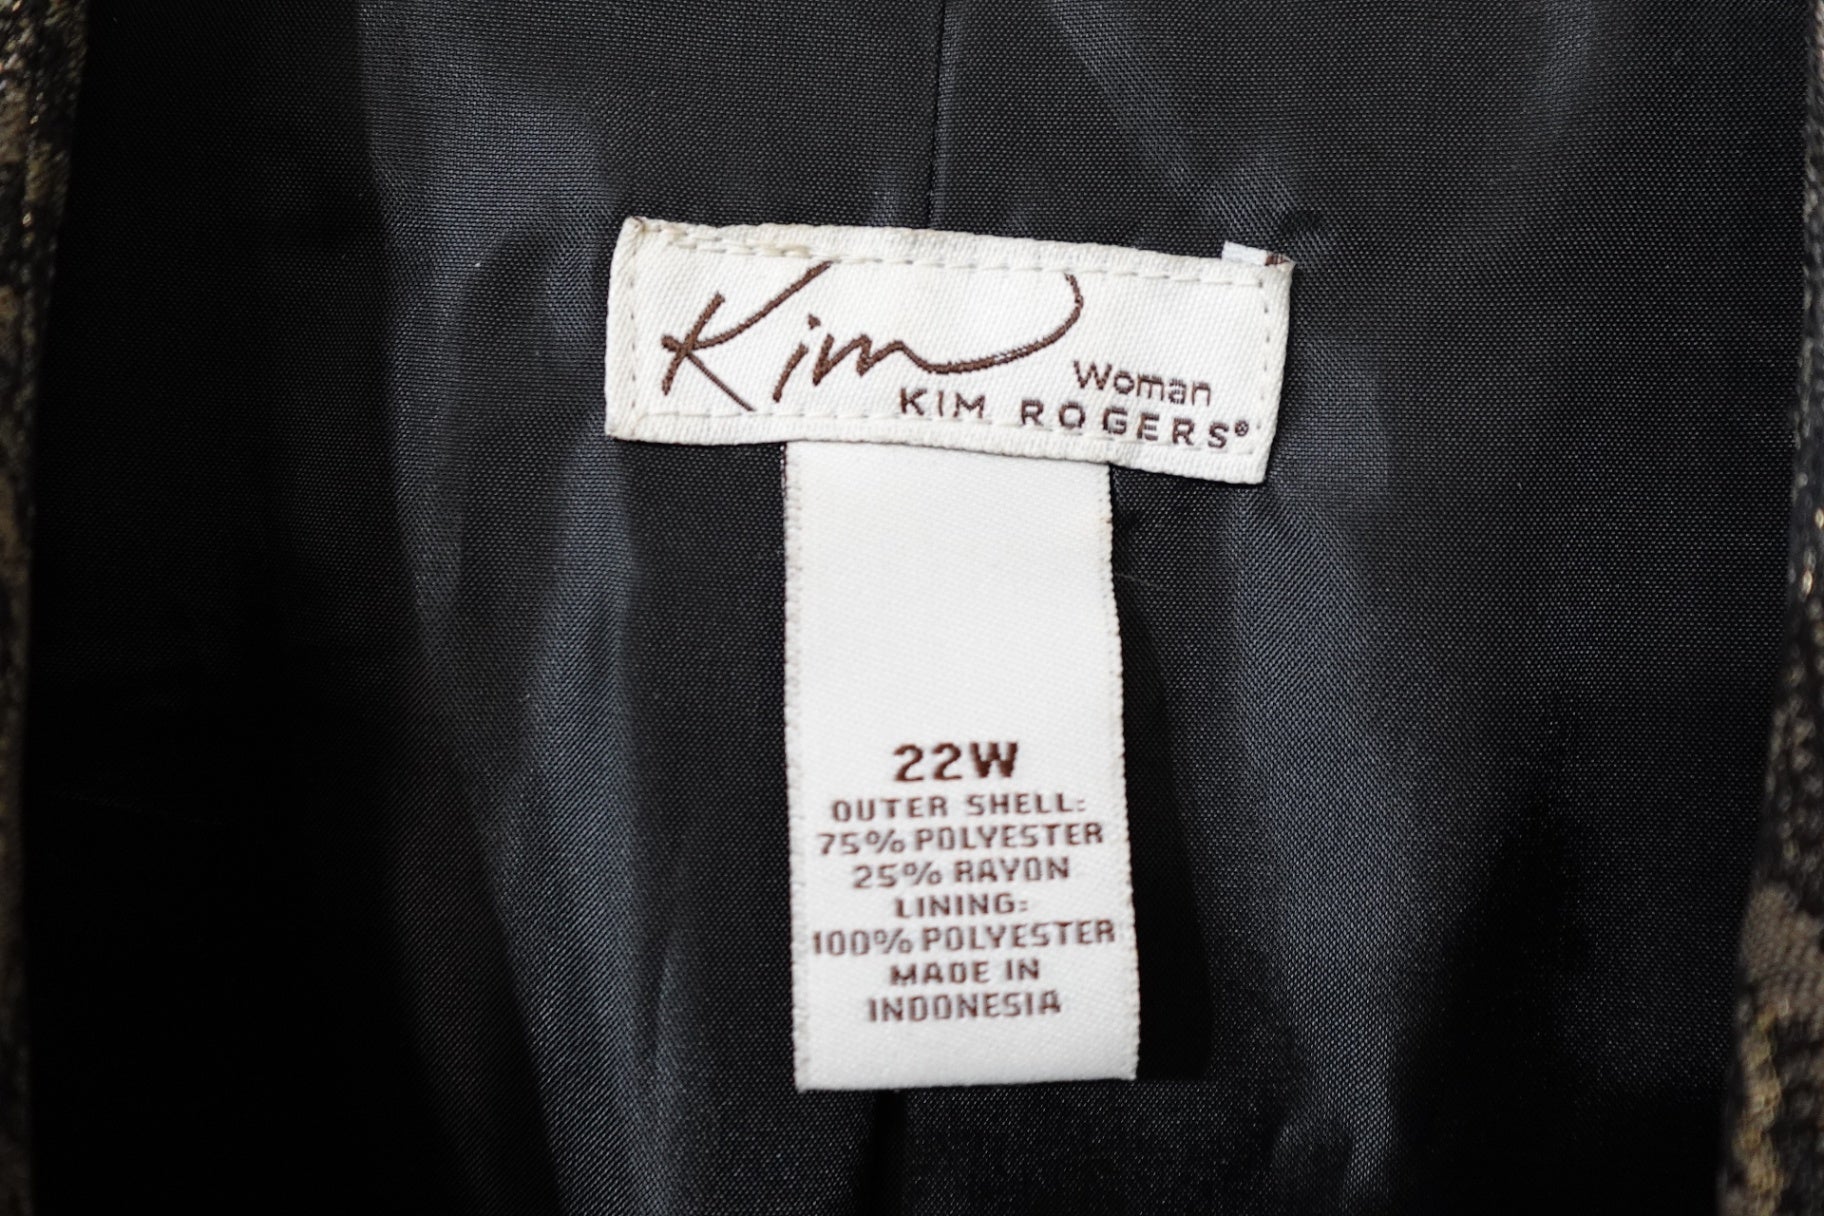 Kim Woman
KIM ROGERS®
22W
OUTER SHELL:
75% POLYESTER
25% RAYON
LINING:
100% POLYESTER
MADE IN
INDONESIA